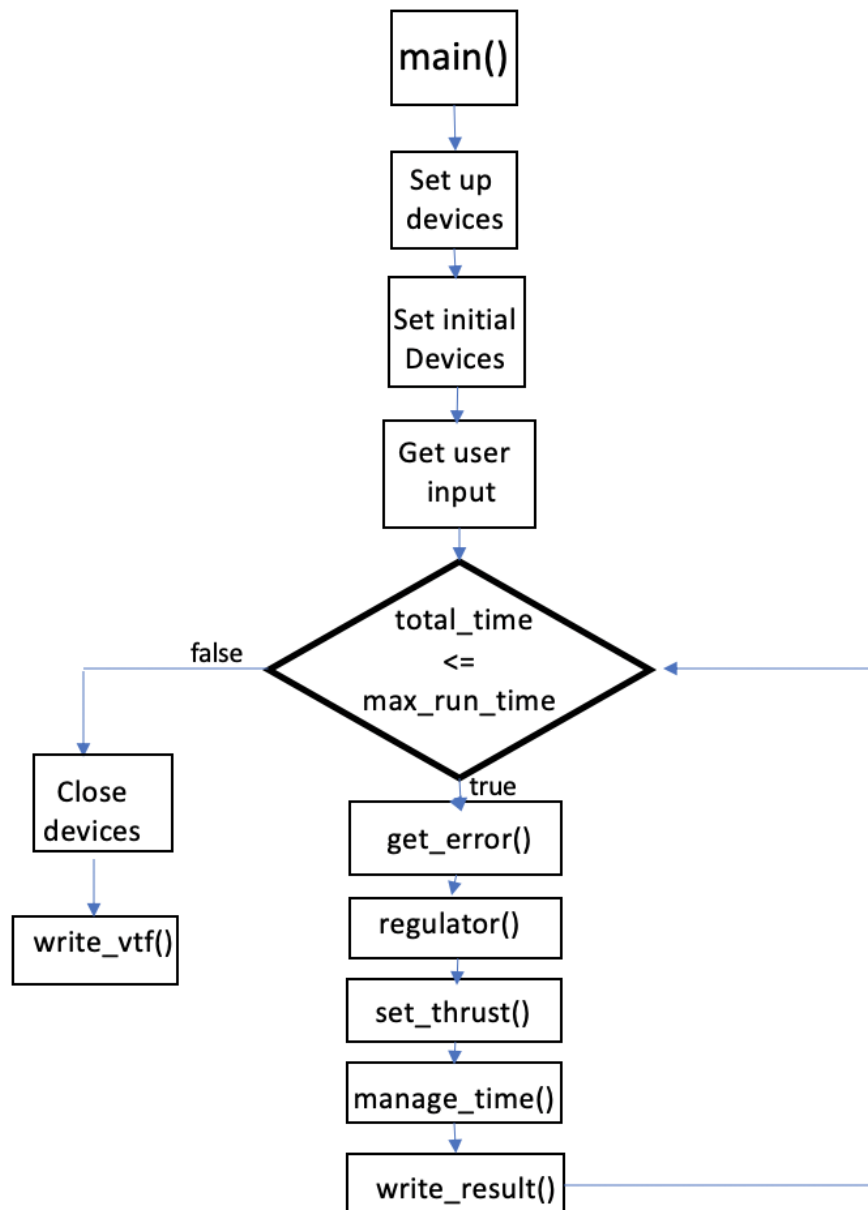 main()
Set up
devices
Set initial
Devices
Get user
input
total_time
<=
max_run_time
false
true
Close
devices
write_vtf()
get_error()
regulator()
set_thrust()
manage_time()
write_result()